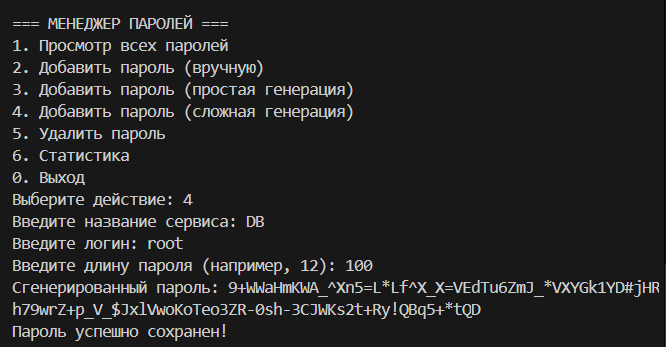 === МЕНЕДЖЕР ПАРОЛЕЙ ===
1. Просмотр всех паролей
2. Добавить пароль (вручную)
3. Добавить пароль (простая генерация)
4. Добавить пароль (сложная генерация)
5. Удалить пароль
6. Статистика
0. Выход
Выберите действие: 4
Введите название сервиса: DB
Введите логин: root
Введите длину пароля (например, 12): 100
Сгенерированный пароль: 9+WWaHmKWA_^Xn5=L*Lf^X_X=VEdTu6ZmJ_*VXYGk1YD#jHR
h79wrZ+p_V_$JxlVwoKoTeo3ZR-0sh-3CJWKs2t+Ry!QBq5+*tQD
Пароль успешно сохранен!